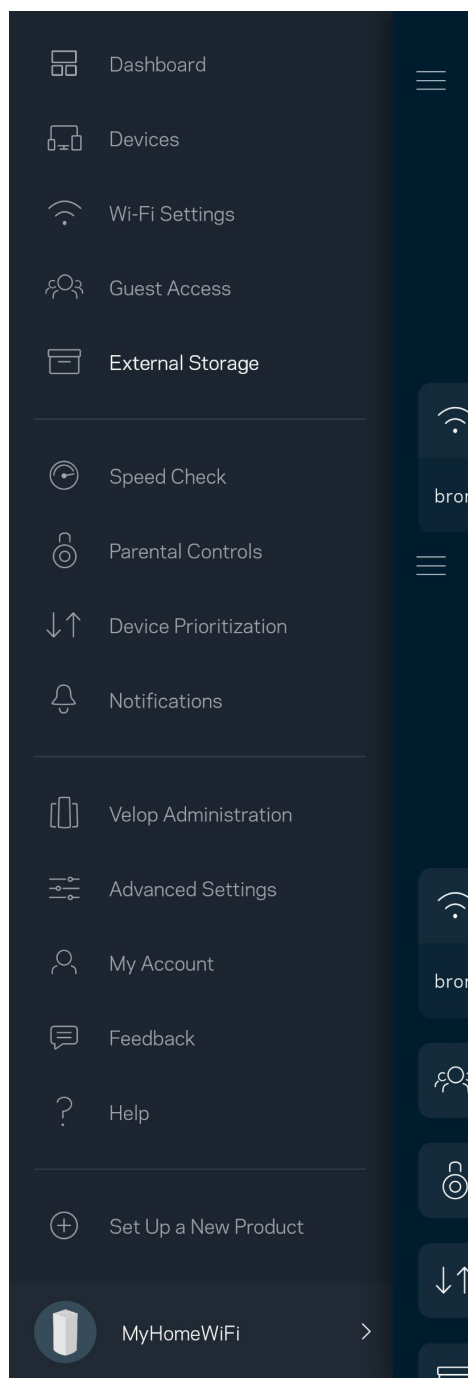 Dashboard
Devices
Wi-Fi Settings
Guest Access
External Storage
Speed Check
Parental Controls
Device Prioritization
Notifications
Velop Administration
Advanced Settings
My Account
Feedback
Help
Set Up a New Product
MyHomeWiFi